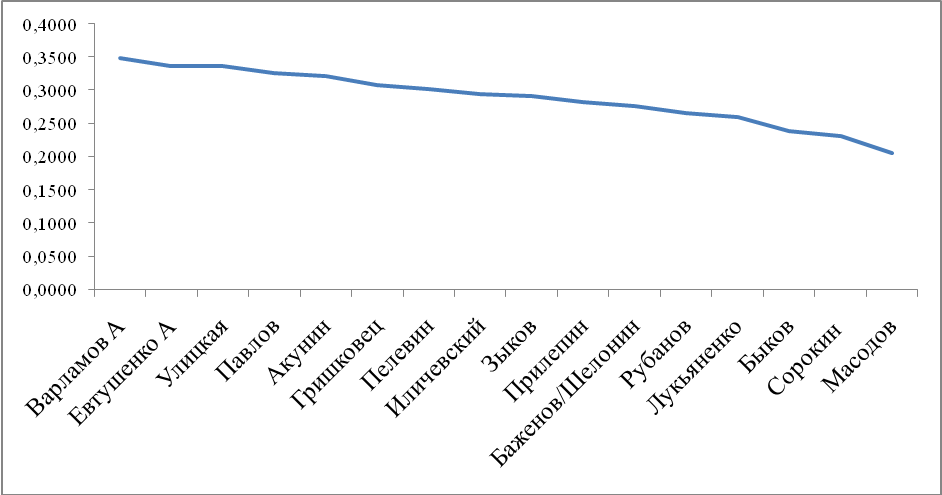 0,4000
0,3500
0,3000
0,2500
0,2000
0,1500
0,1000
0,0500
0,0000
Варламов А
Евтушенко А
Улицкая
Павлов
Акунин
Гришковец
Пелевин
Иличевский
Зыков
Прилепин
Баженов/Шелонин
Рубанов
Лукьяненко
Быков
Сорокин
Масодов